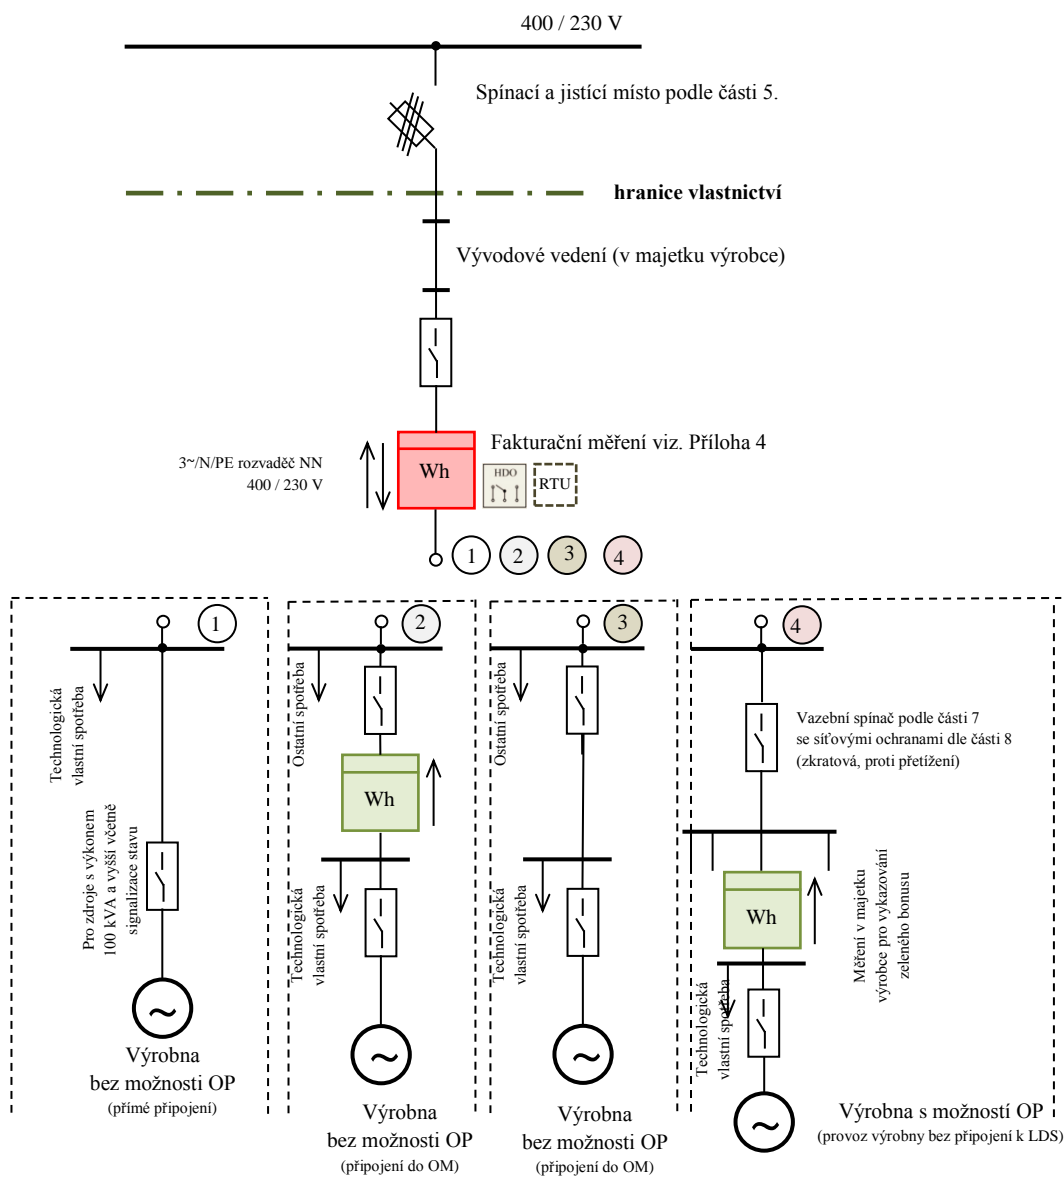 400 / 230 V
Spínací a jistící místo podle části 5.
hranice vlastnictví
Vývodové vedení (v majetku výrobce)
Fakturační měření viz. Příloha 4
3~/N/PE rozvaděč NN
400 / 230 V
Wh
HDO
RTU
1
2
3
4
1
Technologická
vlastní spotřeba
Pro zdroje s výkonem
100 kVA a vyšší včetně
signalizace stavu
~
Výrobna
bez možnosti OP
(přímé připojení)
2
Ostatní spotřeba
Wh
Technologická
vlastní spotřeba
~
Výrobna
bez možnosti OP
(připojení do OM)
3
Ostatní spotřeba
Technologická
vlastní spotřeba
~
Výrobna
bez možnosti OP
(připojení do OM)
4
Vazební spínač podle části 7
se síťovými ochranami dle části 8
(zkratová, proti přetížení)
Wh
Měření v majetku
výrobce pro vykazování
zeleného bonusu
Technologická
vlastní spotřeba
~
Výrobna s možností OP
(provoz výrobny bez připojení k LDS)